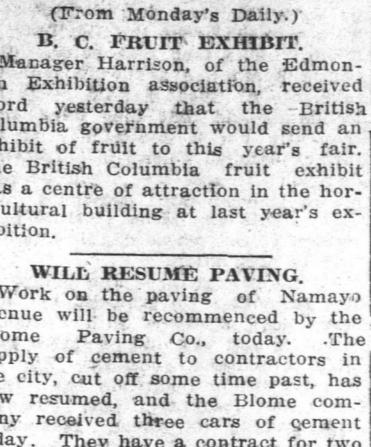 (From Monday's Daily.)
B. C. FRUIT EXHIBIT.
Manager Harrison, of the Edmon-
n Exhibition association, received
ord yesterday that the British
lumbia government would send an
hibit of fruit to this year's fair.
e British Columbia fruit exhibit
s a centre of attraction in the hor-
ultural building at last year's ex-
bition.
WILL RESUME PAVING.
Work on the paving of Namayo
enue will be recommenced by the
ome Paving Co., today. .The
pply of cement to contractors in
e city, cut off some time past, has
w resumed, and the Blome com-
ny received three cars of cement
day. They have a contract for two